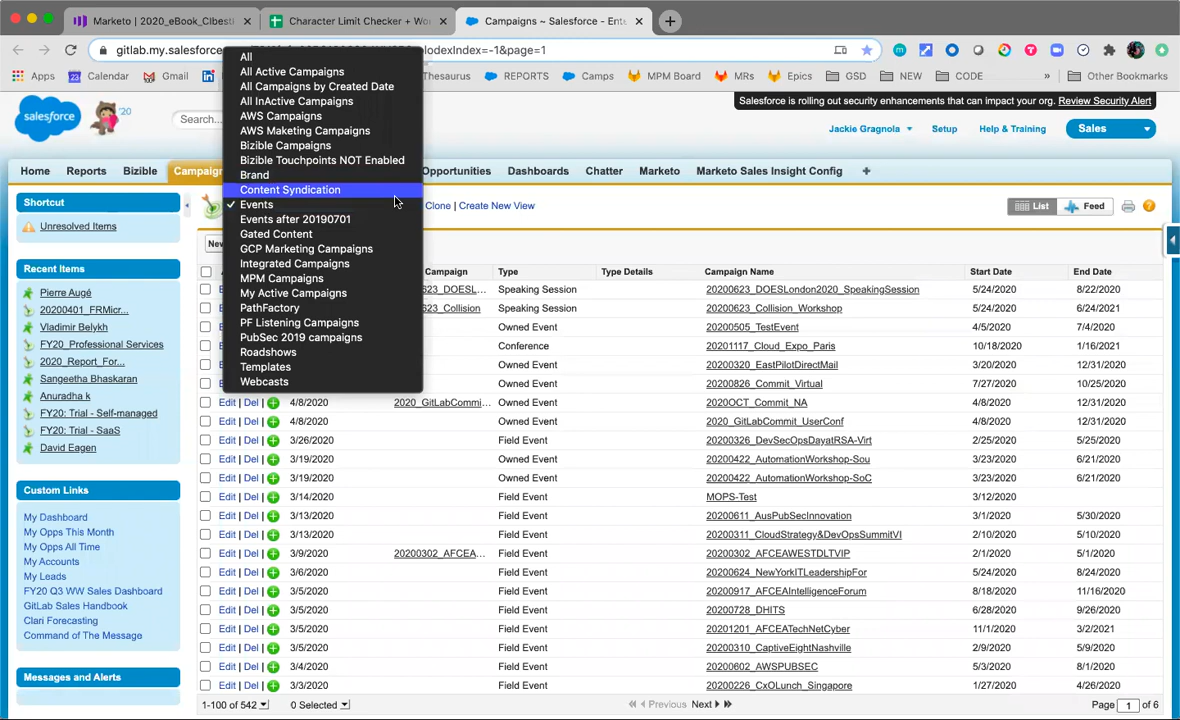 Marketo | 2020_eBook_CIbesti
Character Limit Checker + Wo
Campaigns ~ Salesforce - Ente
gitlab.my.salesforce
lodexIndex=-1&page=1
Apps
Calendar
Gmail
Thesaurus
REPORTS
Camps
MPM Board
MRs
Epics
GSD
NEW
CODE
»
Other Bookmarks
All
All Active Campaigns
All Campaigns by Created Date
All InActive Campaigns
AWS Campaigns
AWS Maketing Campaigns
Bizible Campaigns
Bizible Touchpoints NOT Enabled
Brand
Content Syndication
Events
Events after 20190701
Gated Content
GCP Marketing Campaigns
Integrated Campaigns
MPM Campaigns
My Active Campaigns
PathFactory
PF Listening Campaigns
PubSec 2019 campaigns
Roadshows
Templates
Webcasts
salesforce
'20
Search...
Salesforce is rolling out security enhancements that can impact your org. Review Security Alert
Jackie Gragnola
Setup
Help & Training
Sales
Home
Reports
Bizible
Campaign
Opportunities
Dashboards
Chatter
Marketo
Marketo Sales Insight Config
+
Shortcut
Unresolved Items
Recent Items
Pierre Augé
20200401_FRMicr...
Vladimir Belykh
FY20_Professional Services
2020_Report_For...
Sangeetha Bhaskaran
Anuradha k
FY20: Trial - Self-managed
FY20: Trial - SaaS
David Eagen
Custom Links
My Dashboard
My Opps This Month
My Opps All Time
My Accounts
My Leads
FY20 Q3 WW Sales Dashboard
GitLab Sales Handbook
Clari Forecasting
Command of The Message
Messages and Alerts
Clone | Create New View
List
Feed
New
Campaign Type Type Details Campaign Name Start Date End Date
623_DOESL... Speaking Session 20200623_DOESLondon2020_SpeakingSession 5/24/2020 8/22/2020
623_Collision Speaking Session 20200623_Collision_Workshop 5/24/2020 6/24/2021
Owned Event 20200505_TestEvent 4/5/2020 7/4/2020
Conference 20201117_Cloud_Expo_Paris 10/18/2020 1/16/2021
Owned Event 20200320_EastPilotDirectMail 3/20/2020 12/31/2020
Owned Event 20200826_Commit_Virtual 7/27/2020 10/25/2020
Edit | Del | 4/8/2020 2020_GitLabCommi... Owned Event 2020OCT_Commit_NA 4/8/2020 12/31/2020
Edit | Del | 4/8/2020 Owned Event 2020_GitLabCommit_UserConf 4/8/2020 12/31/2020
Edit | Del | 3/26/2020 Field Event 20200326_DevSecOpsDayatRSA-Virt 2/25/2020 5/25/2020
Edit | Del | 3/19/2020 Owned Event 20200422_AutomationWorkshop-Sou 3/23/2020 6/21/2020
Edit | Del | 3/19/2020 Owned Event 20200422_AutomationWorkshop-SoC 3/23/2020 6/21/2020
Edit | Del | 3/14/2020 Field Event MOPS-Test 3/12/2020
Edit | Del | 3/13/2020 Field Event 20200611_AusPubSecInnovation 3/1/2020 5/30/2020
Edit | Del | 3/13/2020 Field Event 20200311_CloudStrategy&DevOpsSummitVI 2/10/2020 5/10/2020
Edit | Del | 3/9/2020 20200302_AFCEA... Field Event 20200302_AFCEAWESTDLTVIP 2/1/2020 5/1/2020
Edit | Del | 3/6/2020 Field Event 20200624_NewYorkITLeadershipFor 5/24/2020 8/24/2020
Edit | Del | 3/5/2020 Field Event 20200917_AFCEAIntelligenceForum 8/18/2020 11/16/2020
Edit | Del | 3/5/2020 Field Event 20200728_DHITS 6/28/2020 9/26/2020
Edit | Del | 3/5/2020 Field Event 20201201_AFCEATechNetCyber 11/1/2020 3/2/2021
Edit | Del | 3/5/2020 Field Event 20200310_CaptiveEightNashville 2/9/2020 5/9/2020
Edit | Del | 3/4/2020 Field Event 20200602_AWSPUBSEC 5/3/2020 8/1/2020
Edit | Del | 3/3/2020 Field Event 20200226_CxOLunch_Singapore 1/27/2020 4/26/2020
1-100 of 542
0 Selected
Previous Next
Page 1 of 6